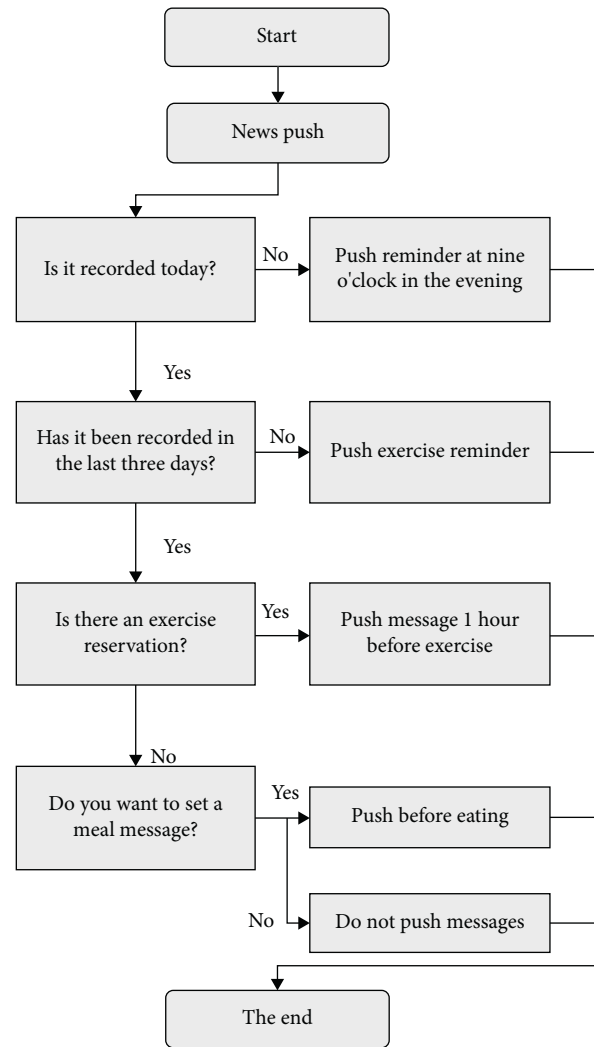 Start
News push
Is it recorded today?
No
Push reminder at nine
o'clock in the evening
Yes
Has it been recorded in
the last three days?
No
Push exercise reminder
Yes
Is there an exercise
reservation?
Yes
Push message 1 hour
before exercise
No
Do you want to set a
meal message?
Yes
Push before eating
No
Do not push messages
The end